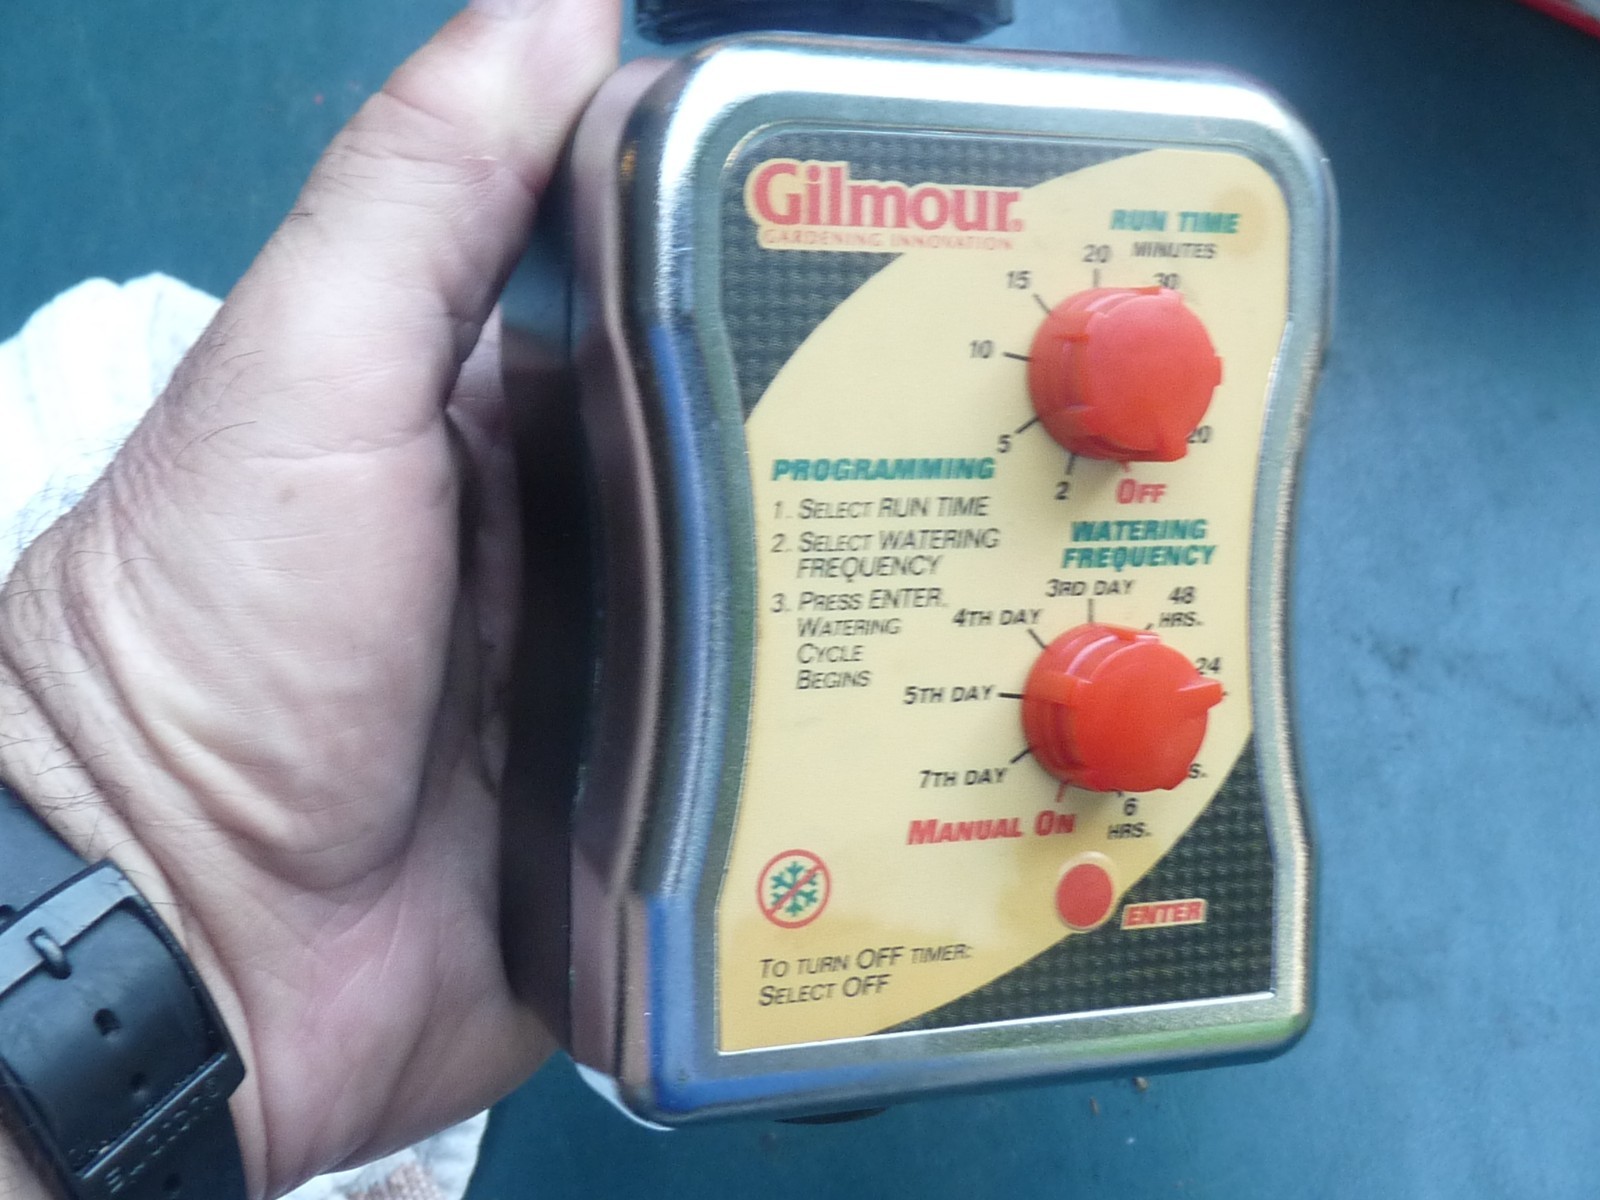 Gilmour®
GARDENING INNOVATION
RUN TIME
MINUTES
20
30
15
10
5
2
OFF
PROGRAMMING
1. SELECT RUN TIME
2. SELECT WATERING
FREQUENCY
3. PRESS ENTER.
WATERING
CYCLE
BEGINS
WATERING
FREQUENCY
3RD DAY
48
HRS.
4TH DAY
24
5TH DAY
7TH DAY
6
HRS.
MANUAL ON
ENTER
TO TURN OFF TIMER:
SELECT OFF